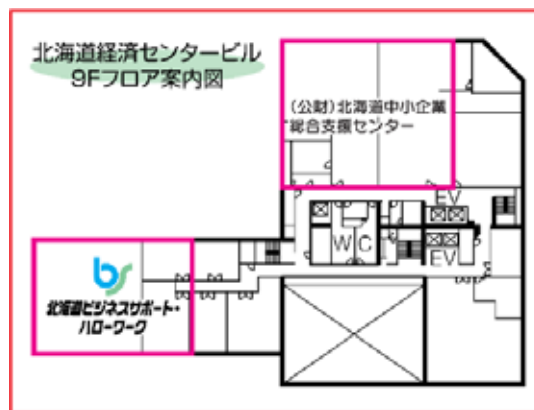 北海道経済センタービル
9Fフロア案内図
（公財）北海道中小企業
総合支援センター
EV
WC
EV
bs
北海道ビジネスサポート・
ハローワーク